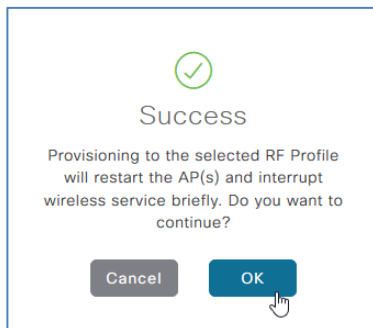 Success
Provisioning to the selected RF Profile
will restart the AP(s) and interrupt
wireless service briefly. Do you want to
continue?
Cancel
OK